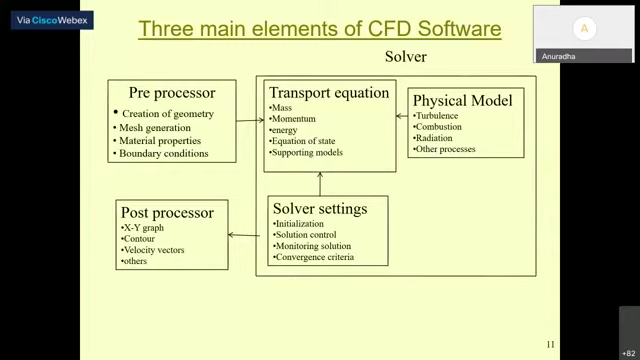 Via CiscoWebex
Three main elements of CFD Software
A
Anuradha
Solver
Pre processor
• Creation of geometry
•Mesh generation
•Material properties
•Boundary conditions
Transport equation
•Mass
•Momentum
•energy
•Equation of state
•Supporting models
Physical Model
•Turbulence
•Combustion
•Radiation
•Other processes
Post processor
•X-Y graph
•Contour
•Velocity vectors
•others
Solver settings
•Initialization
•Solution control
•Monitoring solution
•Convergence criteria
11
+82